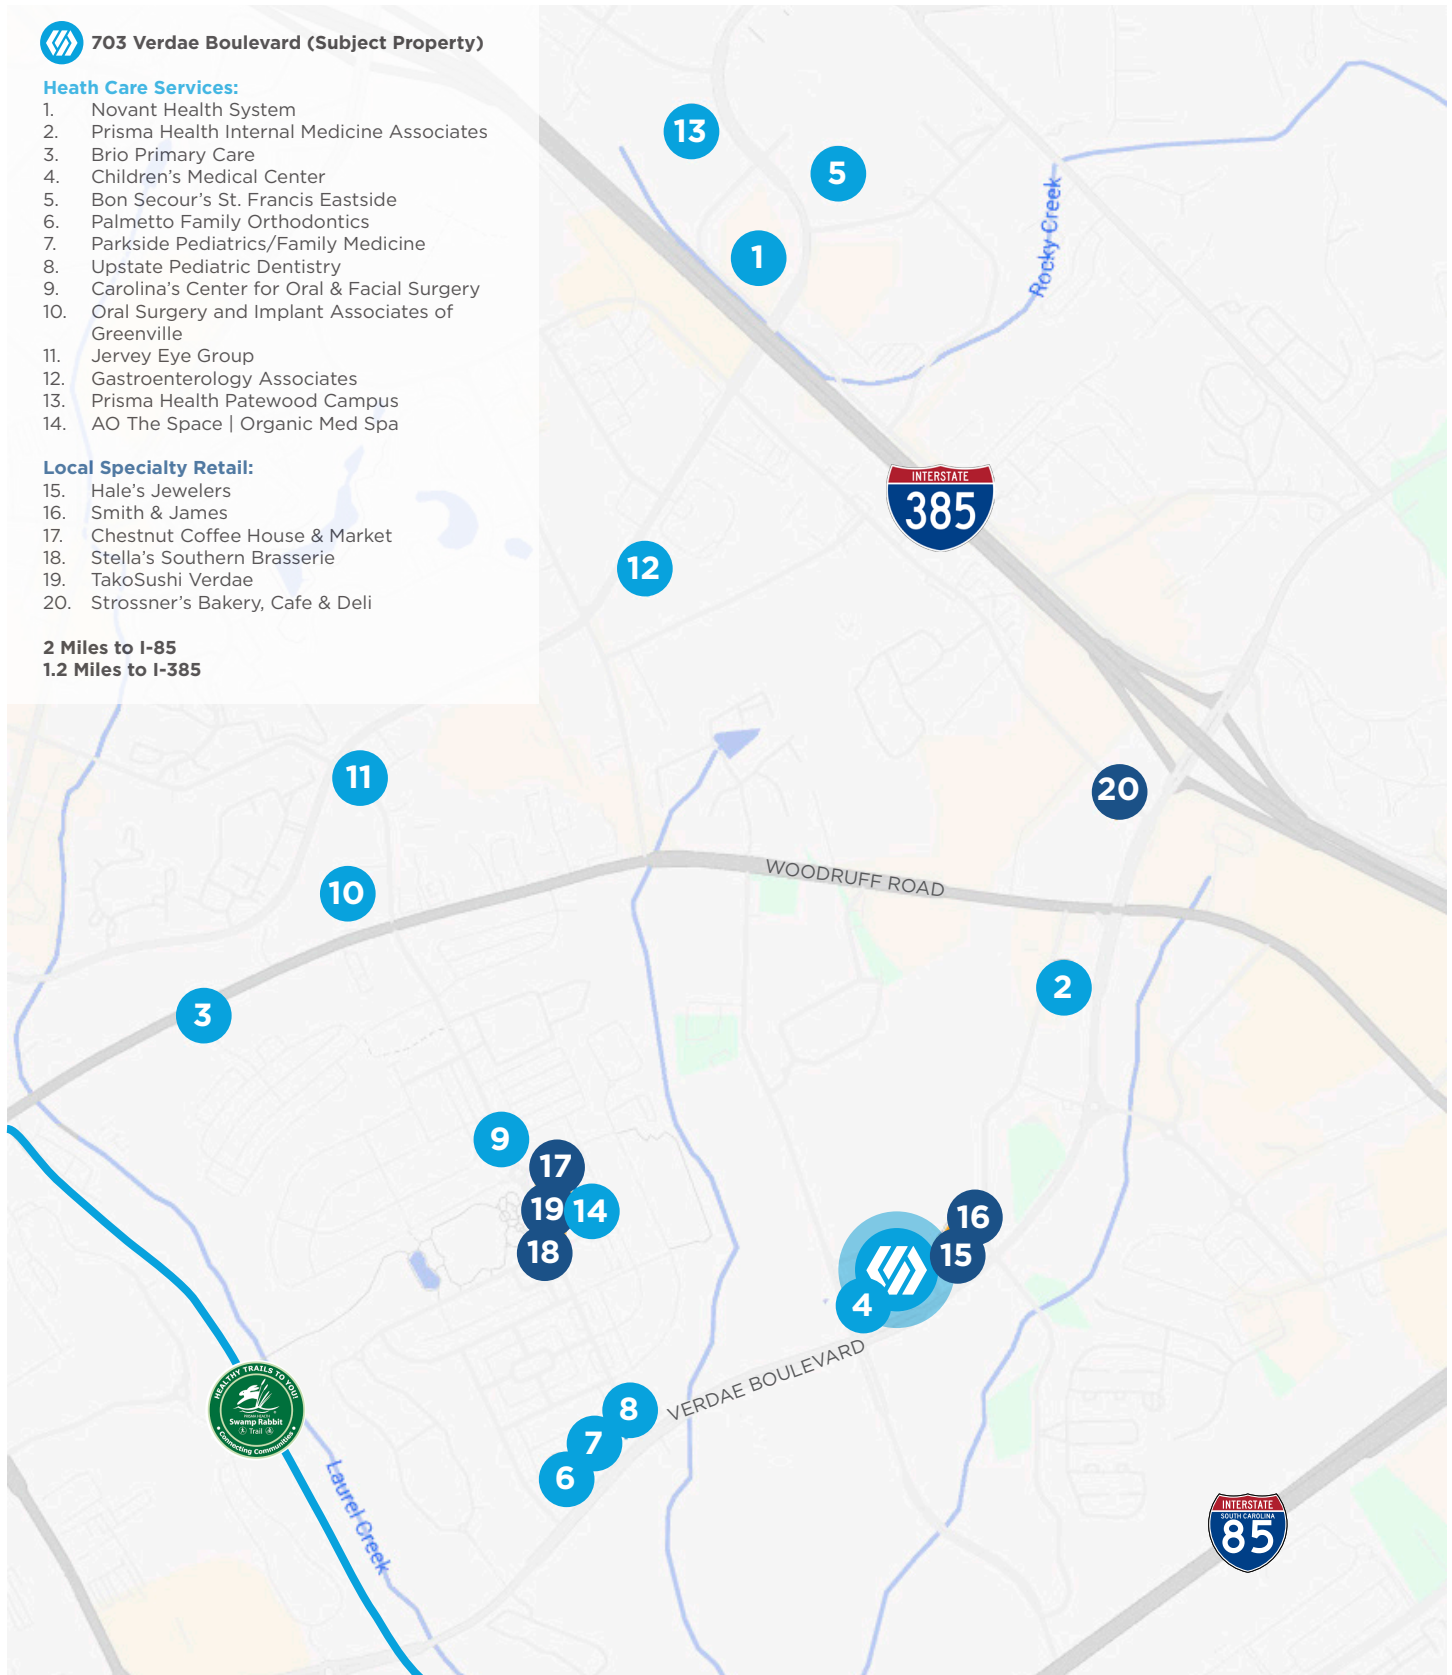 703 Verdae Boulevard (Subject Property)
Heath Care Services:
1. Novant Health System
2. Prisma Health Internal Medicine Associates
3. Brio Primary Care
4. Children's Medical Center
5. Bon Secour's St. Francis Eastside
6. Palmetto Family Orthodontics
7. Parkside Pediatrics/Family Medicine
8. Upstate Pediatric Dentistry
9. Carolina's Center for Oral & Facial Surgery
10. Oral Surgery and Implant Associates of
Greenville
11. Jervey Eye Group
12. Gastroenterology Associates
13. Prisma Health Patewood Campus
14. AO The Space | Organic Med Spa
Local Specialty Retail:
15. Hale's Jewelers
16. Smith & James
17. Chestnut Coffee House & Market
18. Stella's Southern Brasserie
19. TakoSushi Verdae
20. Strossner's Bakery, Cafe & Deli
2 Miles to I-85
1.2 Miles to I-385
13
5
1
Rocky Creek
INTERSTATE
385
12
11
20
WOODRUFF ROAD
10
2
3
9
17
19
14
18
16
15
4
VERDAE BOULEVARD
8
7
6
HEALTHY TRAILS TO YOU!
PRISMA HEALTH
Swamp Rabbit
Trail
Connecting Communities
Laurel Creek
INTERSTATE
SOUTH CAROLINA
85